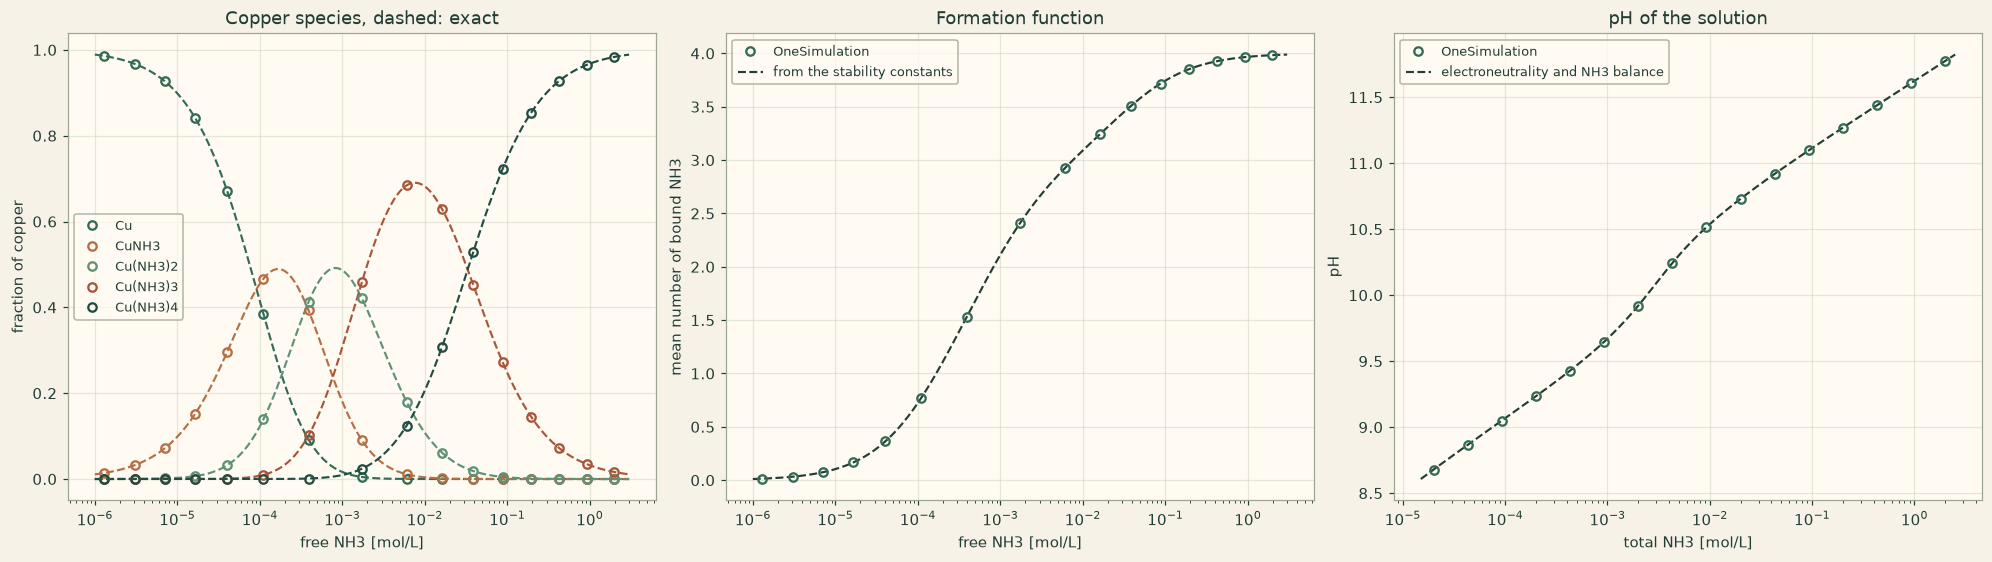 Copper species, dashed: exact
1.0
0.8
0.6
0.4
0.2
0.0
fraction of copper
Cu
CuNH3
Cu(NH3)2
Cu(NH3)3
Cu(NH3)4
10⁻⁶ 10⁻⁵ 10⁻⁴ 10⁻³ 10⁻² 10⁻¹ 10⁰
free NH3 [mol/L]
Formation function
4.0
3.5
3.0
2.5
2.0
1.5
1.0
0.5
0.0
mean number of bound NH3
OneSimulation
from the stability constants
10⁻⁶ 10⁻⁵ 10⁻⁴ 10⁻³ 10⁻² 10⁻¹ 10⁰
free NH3 [mol/L]
pH of the solution
11.5
11.0
10.5
10.0
9.5
9.0
8.5
pH
OneSimulation
electroneutrality and NH3 balance
10⁻⁵ 10⁻⁴ 10⁻³ 10⁻² 10⁻¹ 10⁰
total NH3 [mol/L]